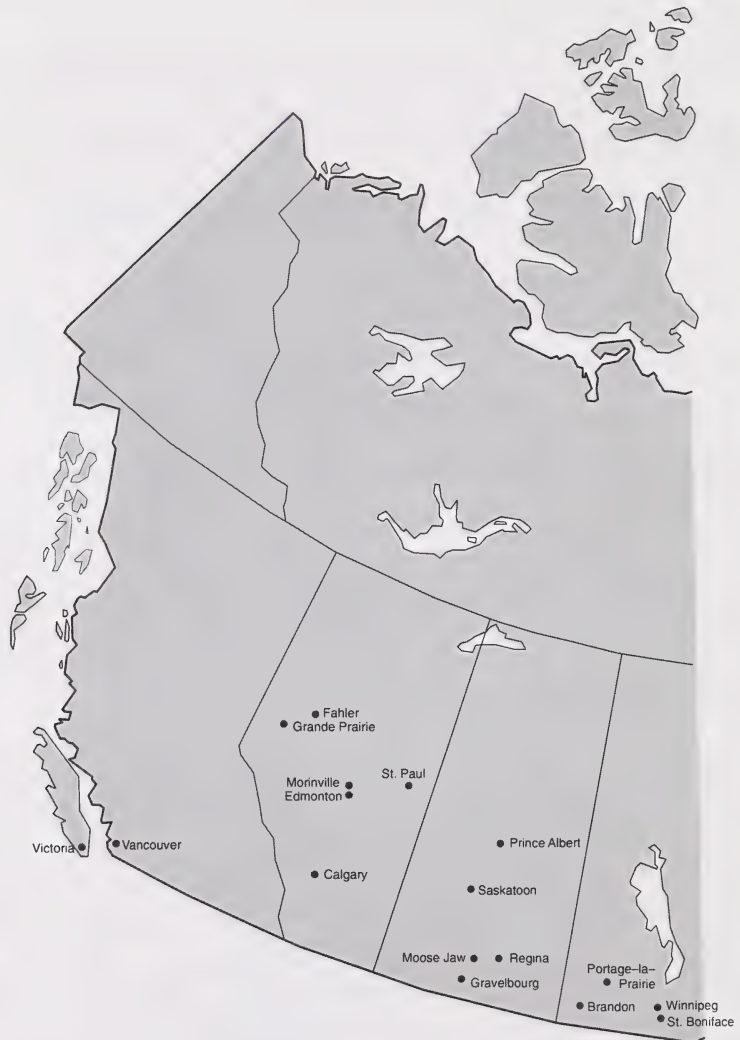 Fahler
Grande Prairie
Morinville
Edmonton
St. Paul
Victoria
Vancouver
Prince Albert
Calgary
Saskatoon
Moose Jaw
Regina
Gravelbourg
Portage–la–
Prairie
Brandon
Winnipeg
St. Boniface